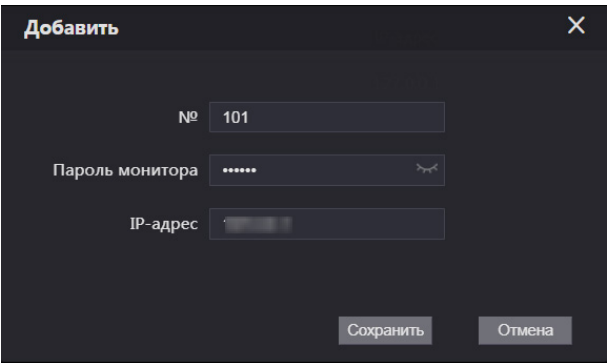 Добавить
№ 101
Пароль монитора ••••••
IP-адрес
Сохранить Отмена